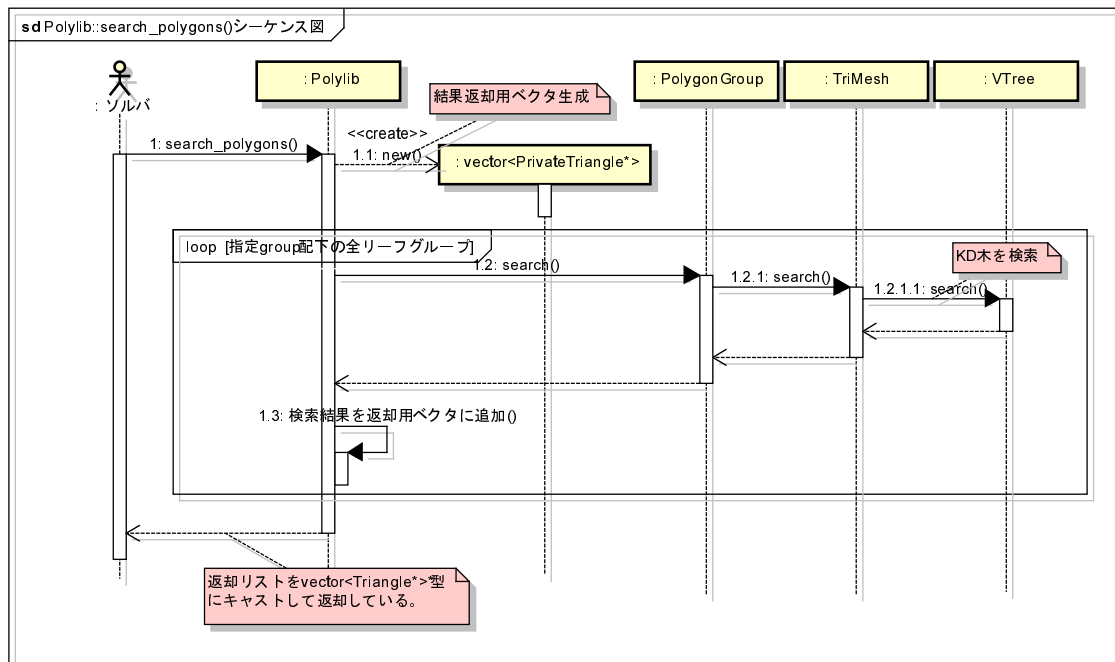 sd Polylib::search_polygons()シーケンス図
: ソルバ
: Polylib
: PolygonGroup
: TriMesh
: VTree
結果返却用ベクタ生成
<<create>>
1: search_polygons()
1.1: new()
: vector<PrivateTriangle*>
loop [指定group配下の全リーフグループ]
KD木を検索
1.2: search()
1.2.1: search()
1.2.1.1: search()
1.3: 検索結果を返却用ベクタに追加()
返却リストをvector<Triangle*>*型
にキャストして返却している。